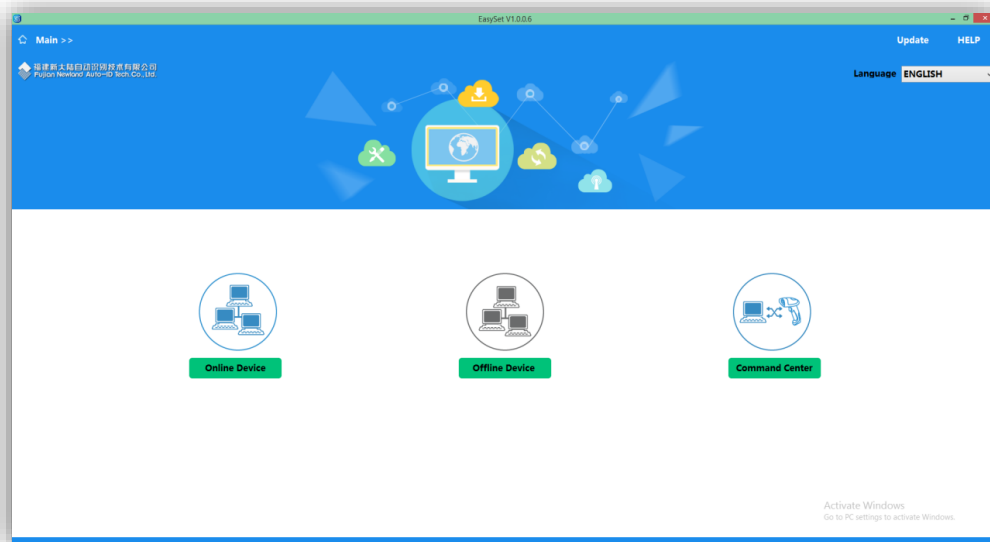 EasySet V1.0.0.6
Main >>
Update
HELP
福建新大陆自动识别技术有限公司
Fujian Newland Auto-ID Tech.Co.,Ltd.
Language
ENGLISH
Online Device
Offline Device
Command Center
Activate Windows
Go to PC settings to activate Windows.